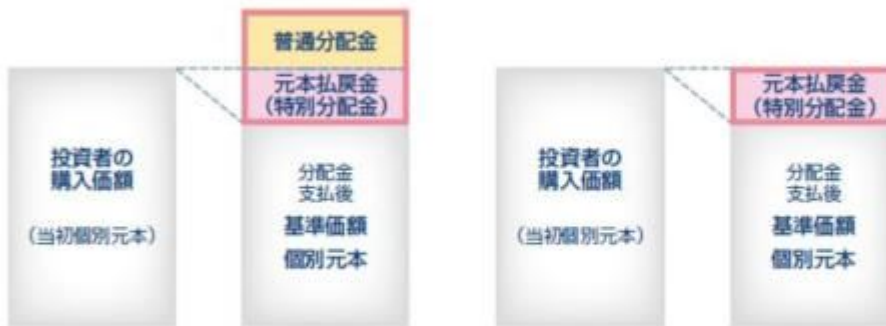 普通分配金
元本払戻金
(特別分配金)
投資者の
購入価額
(当初個別元本)
分配金
支払後
基準価額
個別元本
元本払戻金
(特別分配金)
投資者の
購入価額
(当初個別元本)
分配金
支払後
基準価額
個別元本